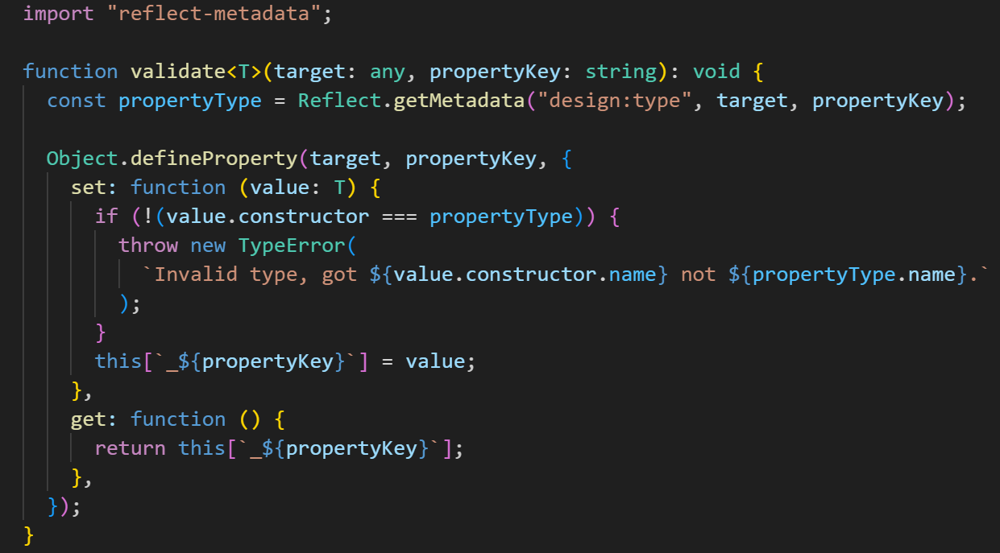 import "reflect-metadata";
function validate<T>(target: any, propertyKey: string): void {
const propertyType = Reflect.getMetadata("design:type", target, propertyKey);
Object.defineProperty(target, propertyKey, {
set: function (value: T) {
if (!(value.constructor === propertyType)) {
throw new TypeError(
`Invalid type, got ${value.constructor.name} not ${propertyType.name}.`
);
}
this[`_${propertyKey}`] = value;
},
get: function () {
return this[`_${propertyKey}`];
},
});
}